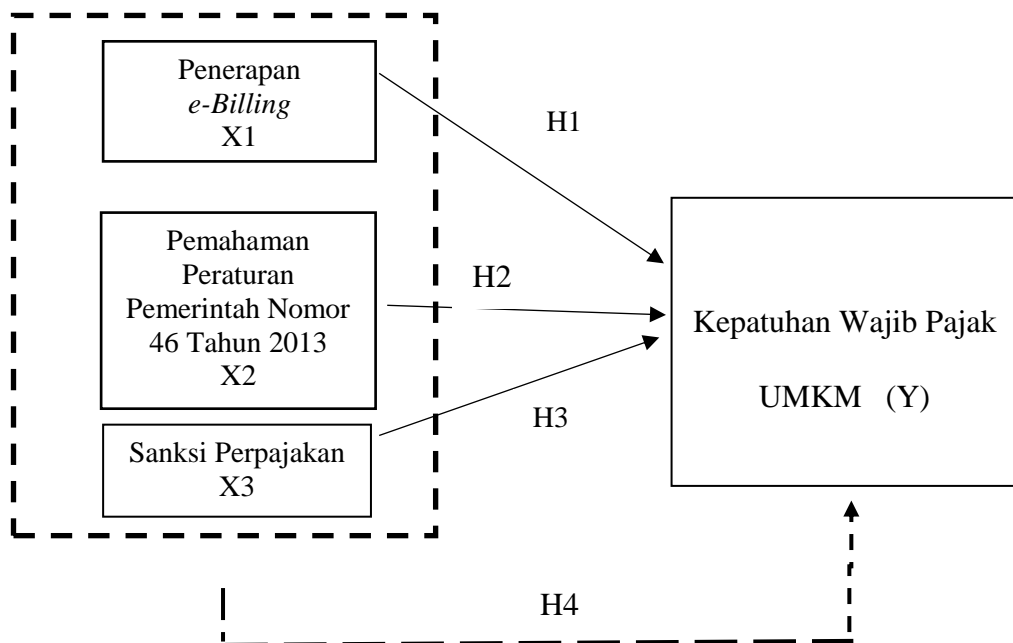 Penerapan
e-Billing
X1
H1
Pemahaman
Peraturan
Pemerintah Nomor
46 Tahun 2013
X2
H2
Sanksi Perpajakan
X3
H3
Kepatuhan Wajib Pajak
UMKM (Y)
H4